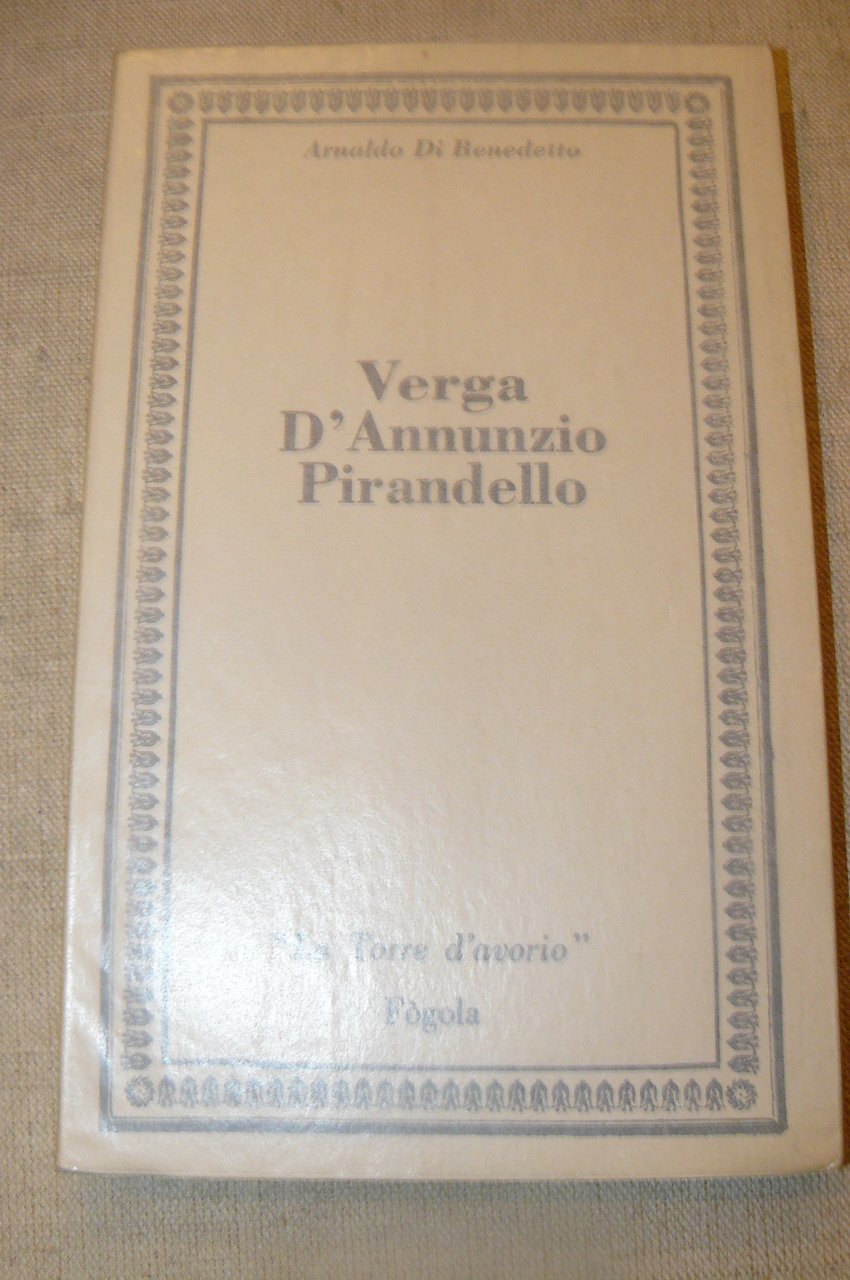 Arnaldo Di Benedetto
Verga
D'Annunzio
Pirandello
"La Torre d'avorio"
Fògola